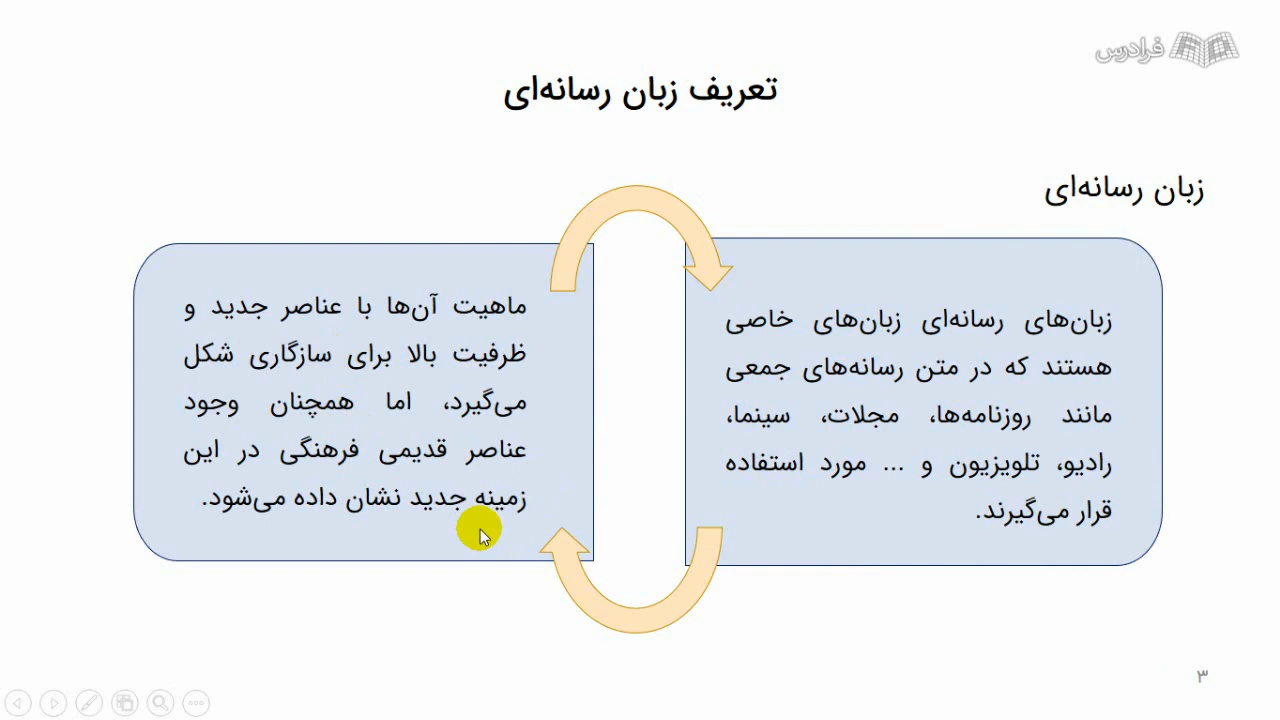 فرادرس
تعریف زبان رسانه‌ای
زبان رسانه‌ای
زبان‌های رسانه‌ای زبان‌های خاصی
هستند که در متن رسانه‌های جمعی
مانند روزنامه‌ها، مجلات، سینما،
رادیو، تلویزیون و ... مورد استفاده
قرار می‌گیرند.
ماهیت آن‌ها با عناصر جدید و
ظرفیت بالا برای سازگاری شکل
می‌گیرد، اما همچنان وجود
عناصر قدیمی فرهنگی در این
زمینه جدید نشان داده می‌شود.
۳